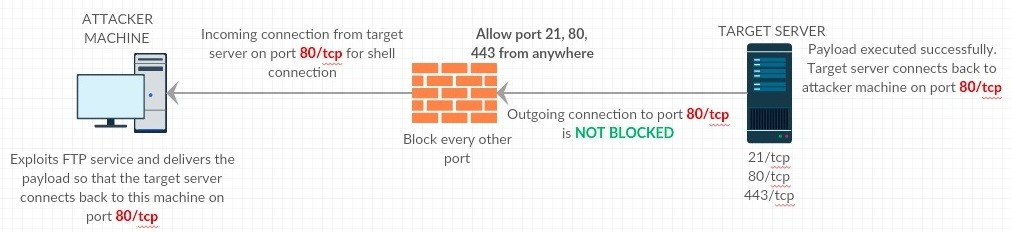 ATTACKER
MACHINE
Exploits FTP service and delivers the
payload so that the target server
connects back to this machine on
port 80/tcp
Incoming connection from target
server on port 80/tcp for shell
connection
Allow port 21, 80,
443 from anywhere
Block every other
port
Outgoing connection to port 80/tcp
is NOT BLOCKED
TARGET SERVER
Payload executed successfully.
Target server connects back to
attacker machine on port 80/tcp
21/tcp
80/tcp
443/tcp